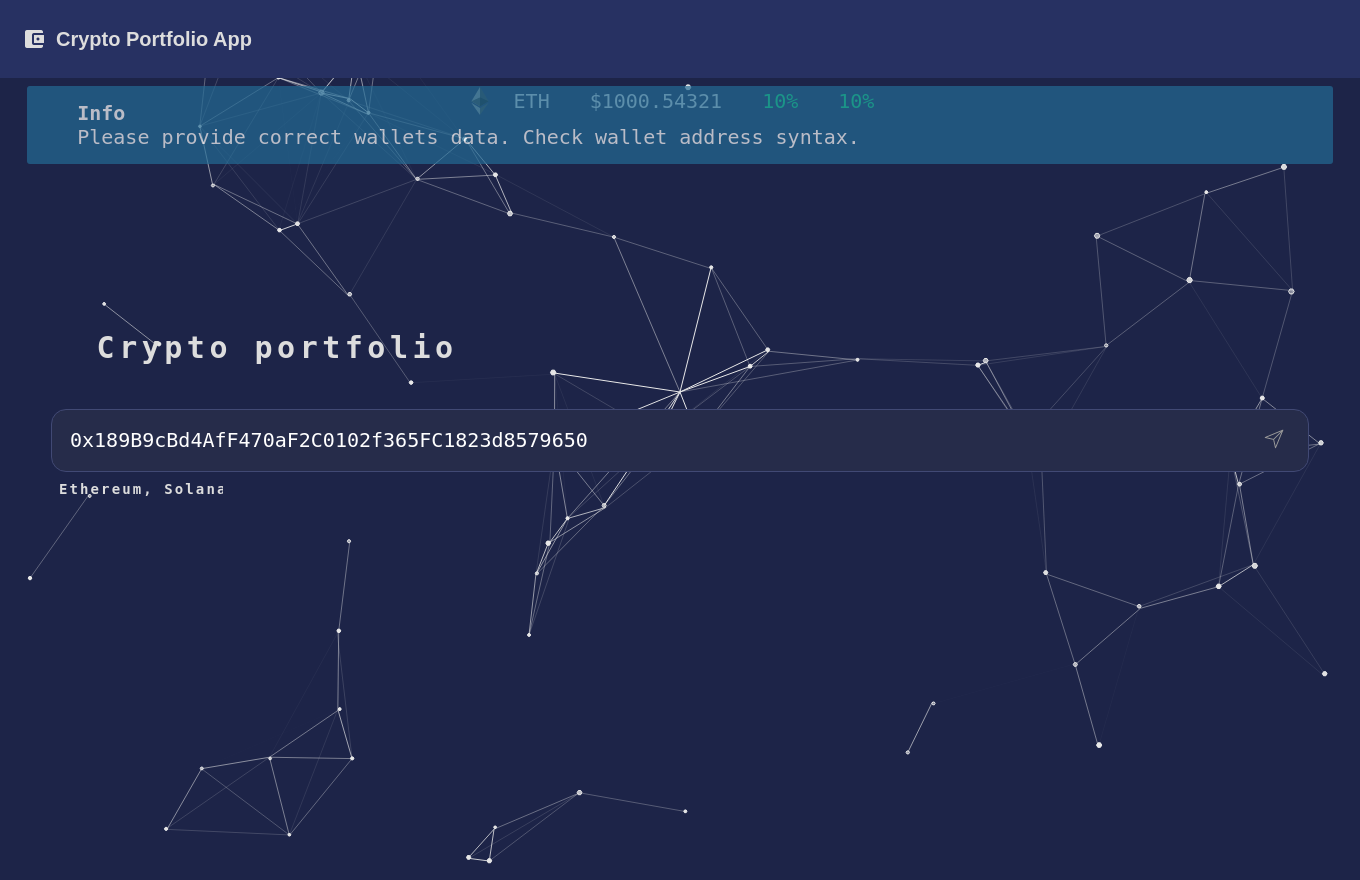 Crypto Portfolio App
ETH $1000.54321 10% 10%
Info
Please provide correct wallets data. Check wallet address syntax.
Crypto portfolio
0x189B9cBd4AfF470aF2C0102f365FC1823d8579650
Ethereum, Solana